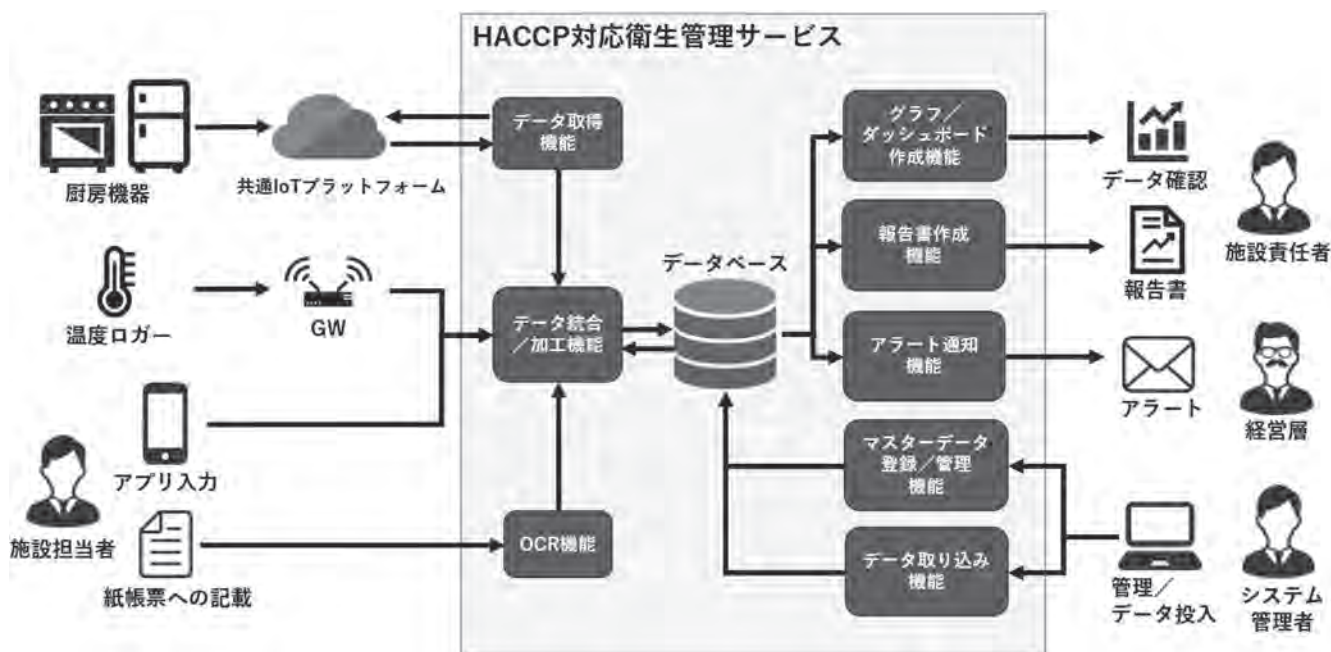 HACCP対応衛生管理サービス
厨房機器
共通IoTプラットフォーム
データ取得
機能
温度ロガー
GW
データ統合
/加工機能
アプリ入力
施設担当者
紙帳票への記載
OCR機能
データベース
グラフ/
ダッシュボード
作成機能
報告書作成
機能
アラート通知
機能
マスターデータ
登録/管理
機能
データ取り込み
機能
データ確認
施設責任者
報告書
アラート
経営層
管理/
データ投入
システム
管理者